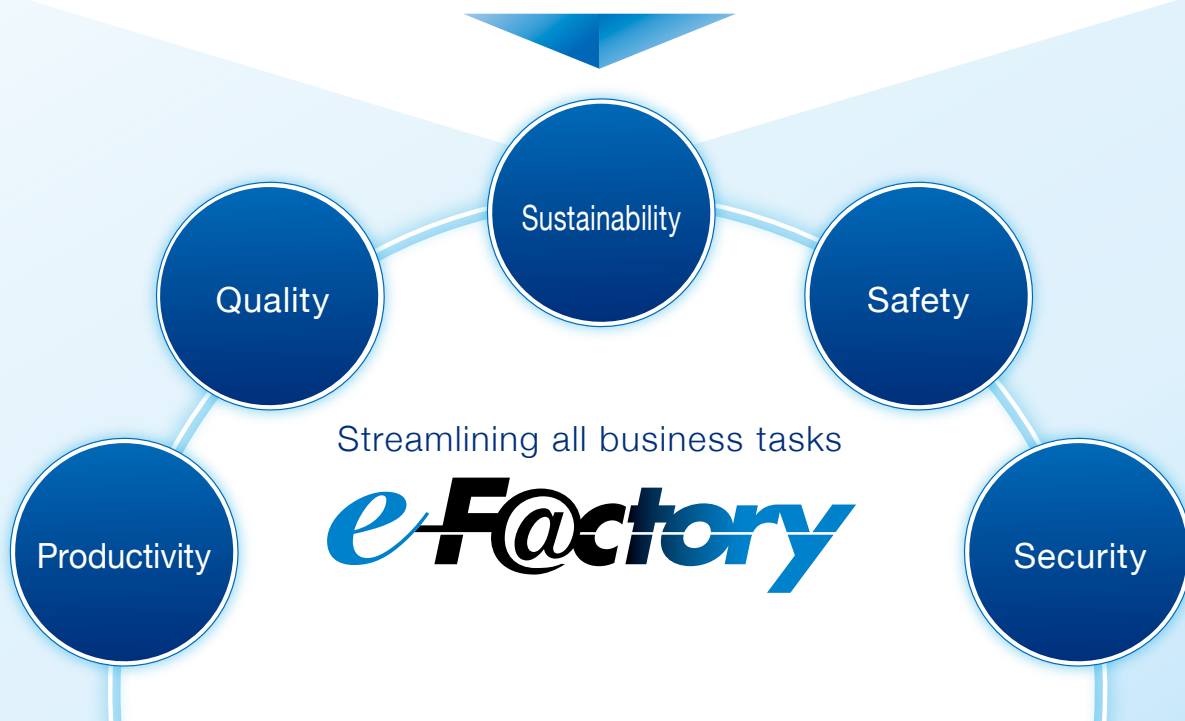 Sustainability
Quality
Safety
Streamlining all business tasks
e-F@ctory
Productivity
Security